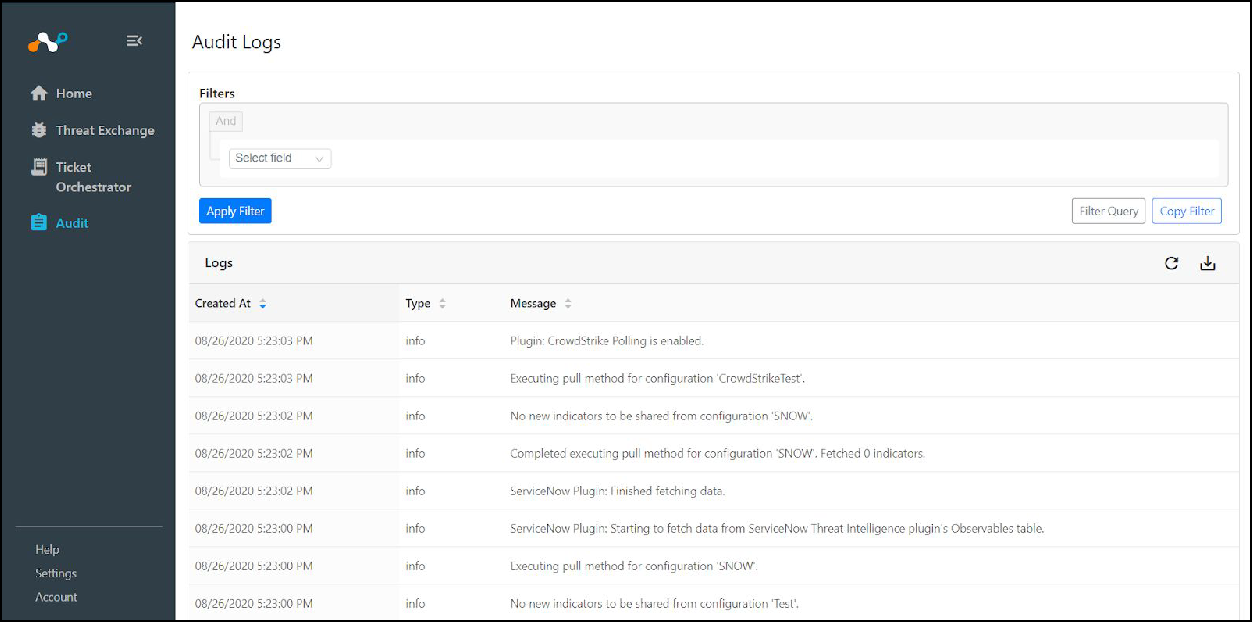 Audit Logs
Home
Threat Exchange
Ticket
Orchestrator
Audit
Help
Settings
Account
Filters
And
Select field
Apply Filter
Filter Query
Copy Filter
Logs
Created At Type Message
08/26/2020 5:23:03 PM info Plugin: CrowdStrike Polling is enabled.
08/26/2020 5:23:03 PM info Executing pull method for configuration 'CrowdStrikeTest'.
08/26/2020 5:23:02 PM info No new indicators to be shared from configuration 'SNOW'.
08/26/2020 5:23:02 PM info Completed executing pull method for configuration 'SNOW'. Fetched 0 indicators.
08/26/2020 5:23:02 PM info ServiceNow Plugin: Finished fetching data.
08/26/2020 5:23:00 PM info ServiceNow Plugin: Starting to fetch data from ServiceNow Threat Intelligence plugin's Observables table.
08/26/2020 5:23:00 PM info Executing pull method for configuration 'SNOW'.
08/26/2020 5:23:00 PM info No new indicators to be shared from configuration 'Test'.